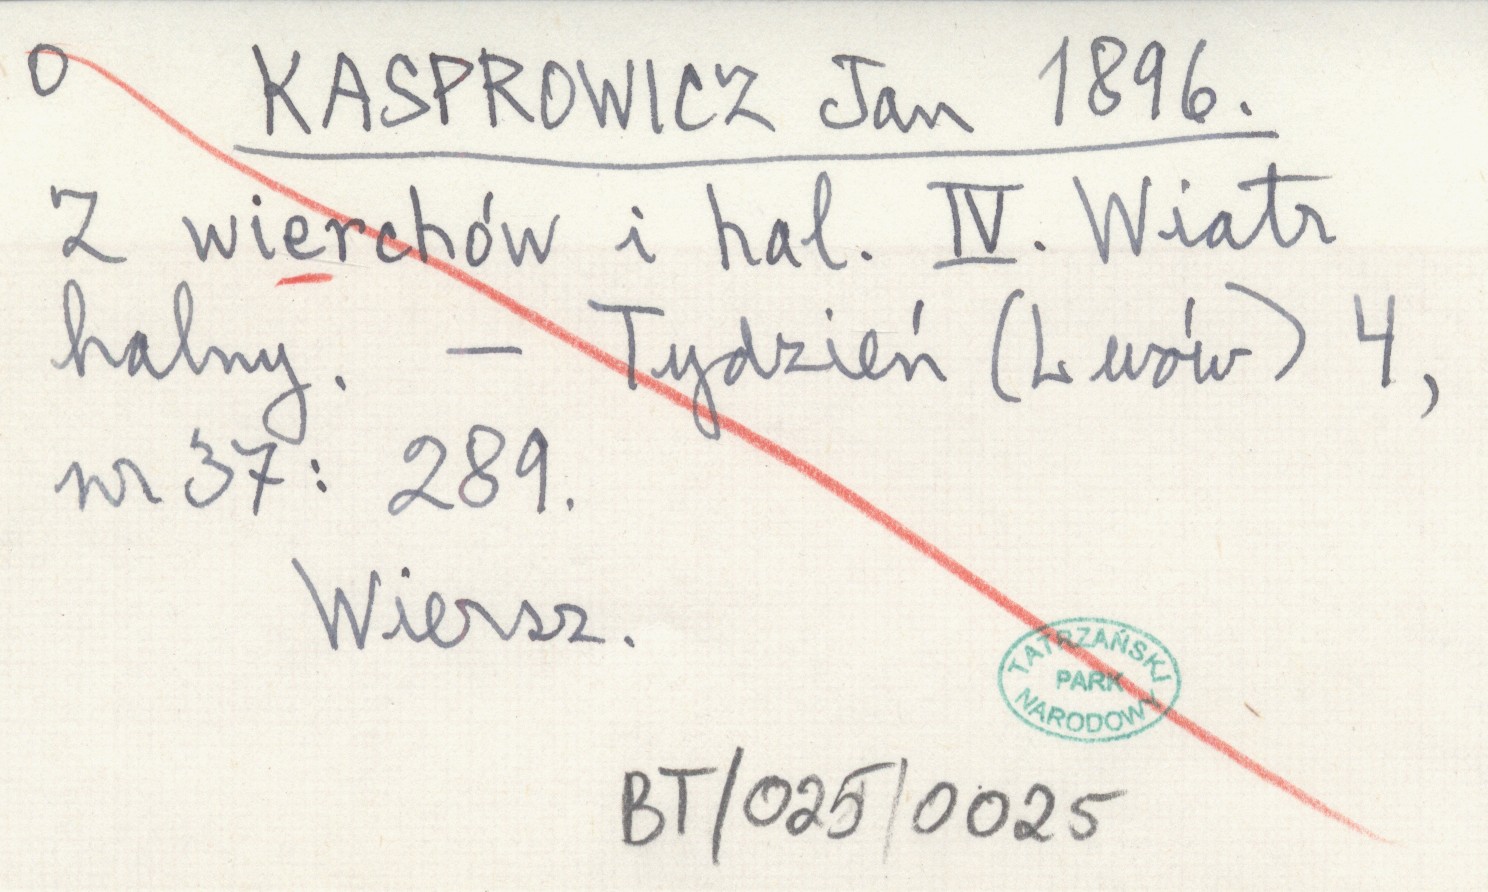 O KASPROWICZ Jan 1896.
Z wierchów i hal. IV. Wiatr
halny. — Tydzień (Lwów) 4,
nr 37: 289.
Wiersz.
TATRZAŃSKI
PARK
NARODOWY
BT/025/0025